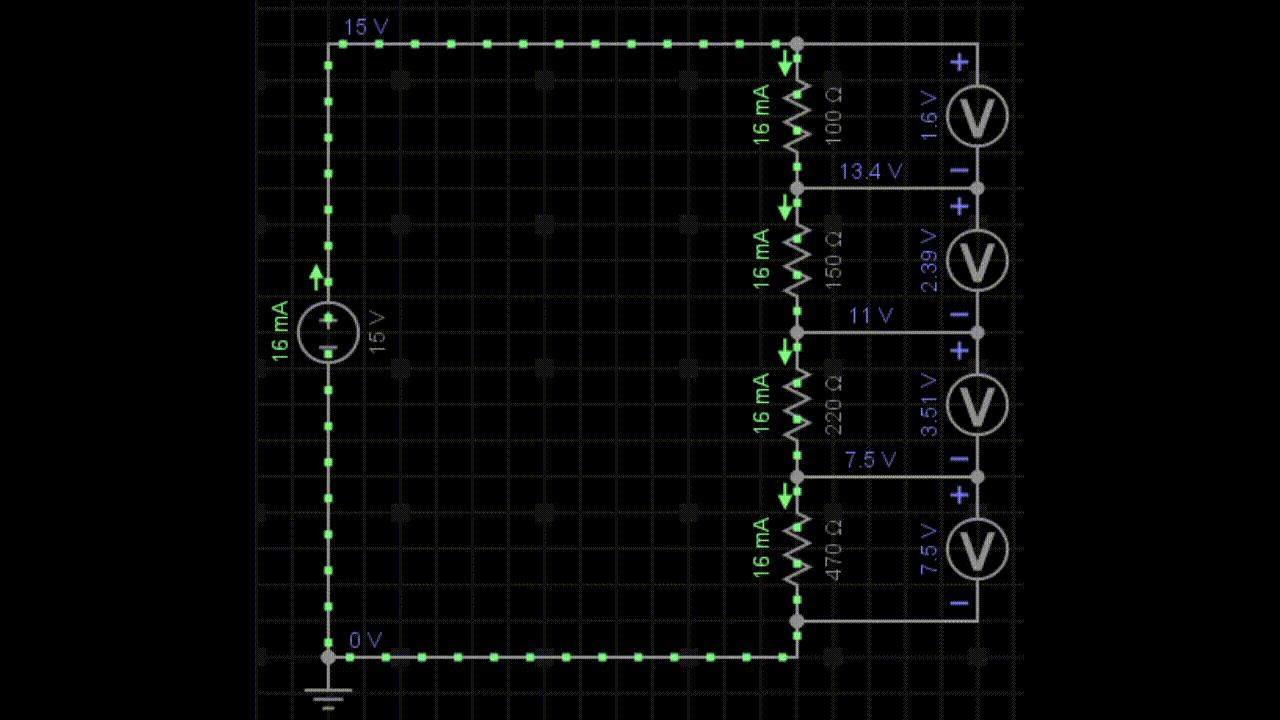 15 V
16 mA
100 Ω
1.6 V
V
13.4 V
16 mA
150 Ω
2.39 V
V
16 mA
15 V
11 V
16 mA
220 Ω
3.51 V
V
7.5 V
16 mA
470 Ω
7.5 V
V
0 V